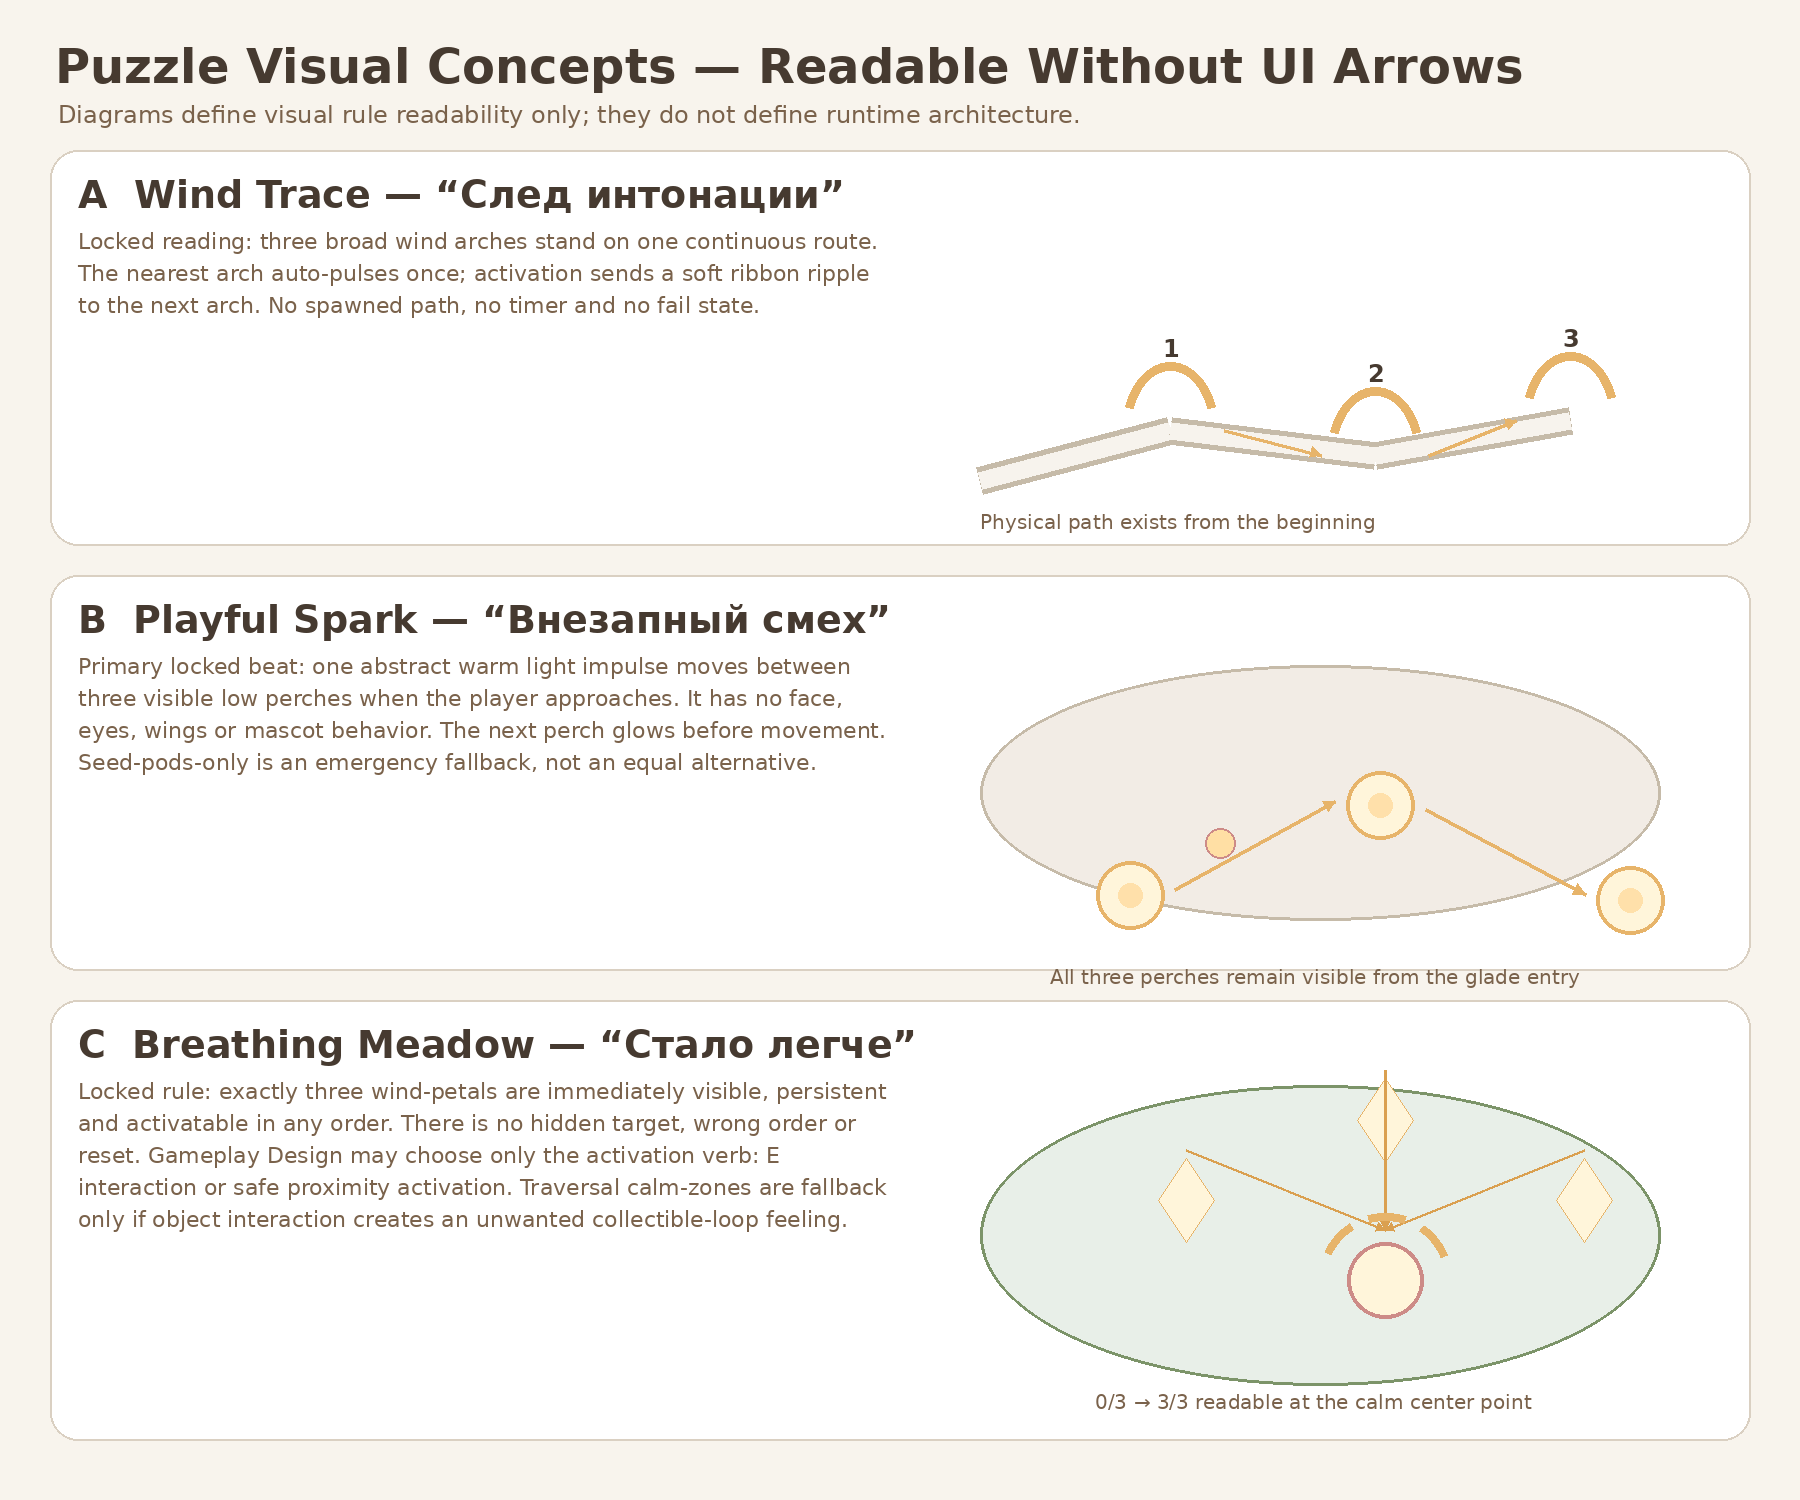 Puzzle Visual Concepts — Readable Without UI Arrows
Diagrams define visual rule readability only; they do not define runtime architecture.
A Wind Trace — “След интонации”
Locked reading: three broad wind arches stand on one continuous route.
The nearest arch auto-pulses once; activation sends a soft ribbon ripple
to the next arch. No spawned path, no timer and no fail state.
1
2
3
Physical path exists from the beginning
B Playful Spark — “Внезапный смех”
Primary locked beat: one abstract warm light impulse moves between
three visible low perches when the player approaches. It has no face,
eyes, wings or mascot behavior. The next perch glows before movement.
Seed-pods-only is an emergency fallback, not an equal alternative.
All three perches remain visible from the glade entry
C Breathing Meadow — “Стало легче”
Locked rule: exactly three wind-petals are immediately visible, persistent
and activatable in any order. There is no hidden target, wrong order or
reset. Gameplay Design may choose only the activation verb: E
interaction or safe proximity activation. Traversal calm-zones are fallback
only if object interaction creates an unwanted collectible-loop feeling.
0/3 → 3/3 readable at the calm center point